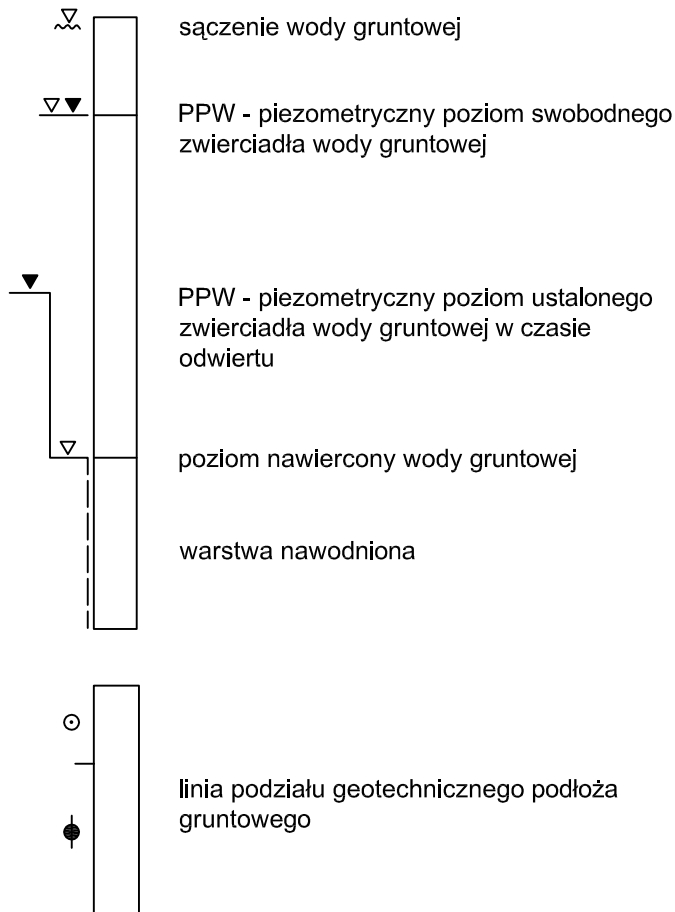 sączenie wody gruntowej
PPW - piezometryczny poziom swobodnego
zwierciadła wody gruntowej
PPW - piezometryczny poziom ustalonego
zwierciadła wody gruntowej w czasie
odwiertu
poziom nawiercony wody gruntowej
warstwa nawodniona
linia podziału geotechnicznego podłoża
gruntowego